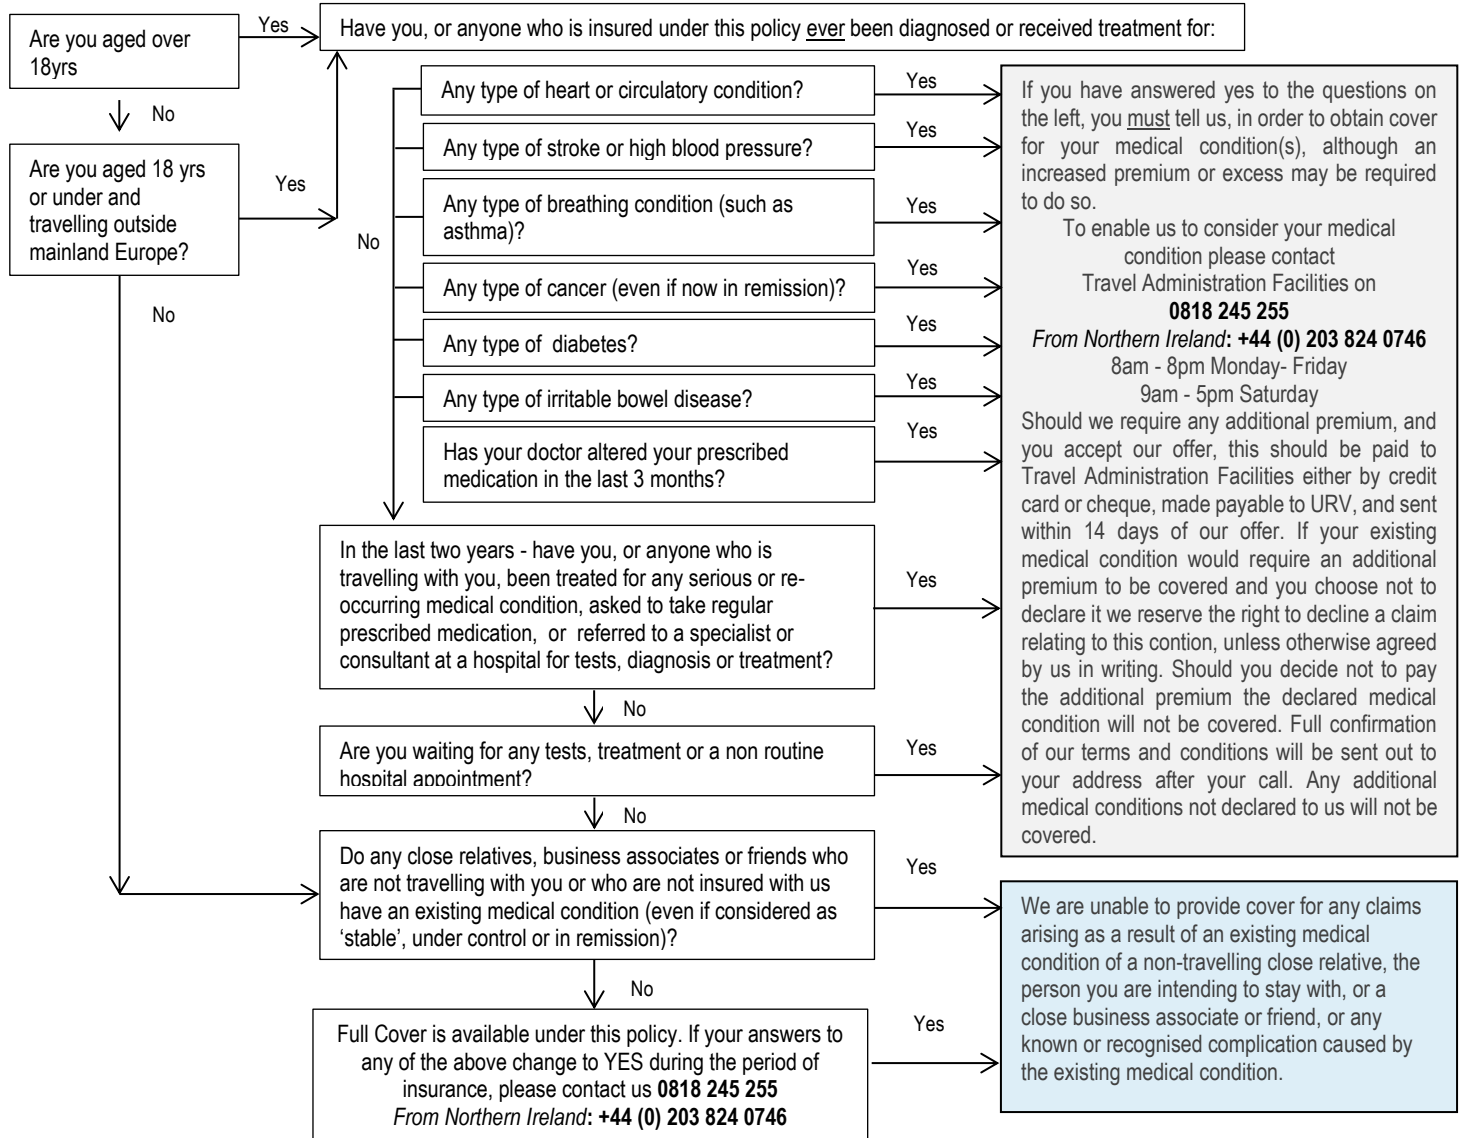 Are you aged over
18yrs
Yes
Have you, or anyone who is insured under this policy ever been diagnosed or received treatment for:
No
Are you aged 18 yrs
or under and
travelling outside
mainland Europe?
Yes
No
No
Any type of heart or circulatory condition?
Yes
Any type of stroke or high blood pressure?
Yes
Any type of breathing condition (such as
asthma)?
Yes
Any type of cancer (even if now in remission)?
Yes
Any type of diabetes?
Yes
Any type of irritable bowel disease?
Yes
Has your doctor altered your prescribed
medication in the last 3 months?
Yes
In the last two years - have you, or anyone who is
travelling with you, been treated for any serious or re-
occurring medical condition, asked to take regular
prescribed medication, or referred to a specialist or
consultant at a hospital for tests, diagnosis or treatment?
Yes
No
Are you waiting for any tests, treatment or a non routine
hospital appointment?
Yes
No
Do any close relatives, business associates or friends who
are not travelling with you or who are not insured with us
have an existing medical condition (even if considered as
‘stable’, under control or in remission)?
Yes
No
Full Cover is available under this policy. If your answers to
any of the above change to YES during the period of
insurance, please contact us 0818 245 255
From Northern Ireland: +44 (0) 203 824 0746
Yes
If you have answered yes to the questions on
the left, you must tell us, in order to obtain cover
for your medical condition(s), although an
increased premium or excess may be required
to do so.
To enable us to consider your medical
condition please contact
Travel Administration Facilities on
0818 245 255
From Northern Ireland: +44 (0) 203 824 0746
8am - 8pm Monday- Friday
9am - 5pm Saturday
Should we require any additional premium, and
you accept our offer, this should be paid to
Travel Administration Facilities either by credit
card or cheque, made payable to URV, and sent
within 14 days of our offer. If your existing
medical condition would require an additional
premium to be covered and you choose not to
declare it we reserve the right to decline a claim
relating to this contion, unless otherwise agreed
by us in writing. Should you decide not to pay
the additional premium the declared medical
condition will not be covered. Full confirmation
of our terms and conditions will be sent out to
your address after your call. Any additional
medical conditions not declared to us will not be
covered.
We are unable to provide cover for any claims
arising as a result of an existing medical
condition of a non-travelling close relative, the
person you are intending to stay with, or a
close business associate or friend, or any
known or recognised complication caused by
the existing medical condition.